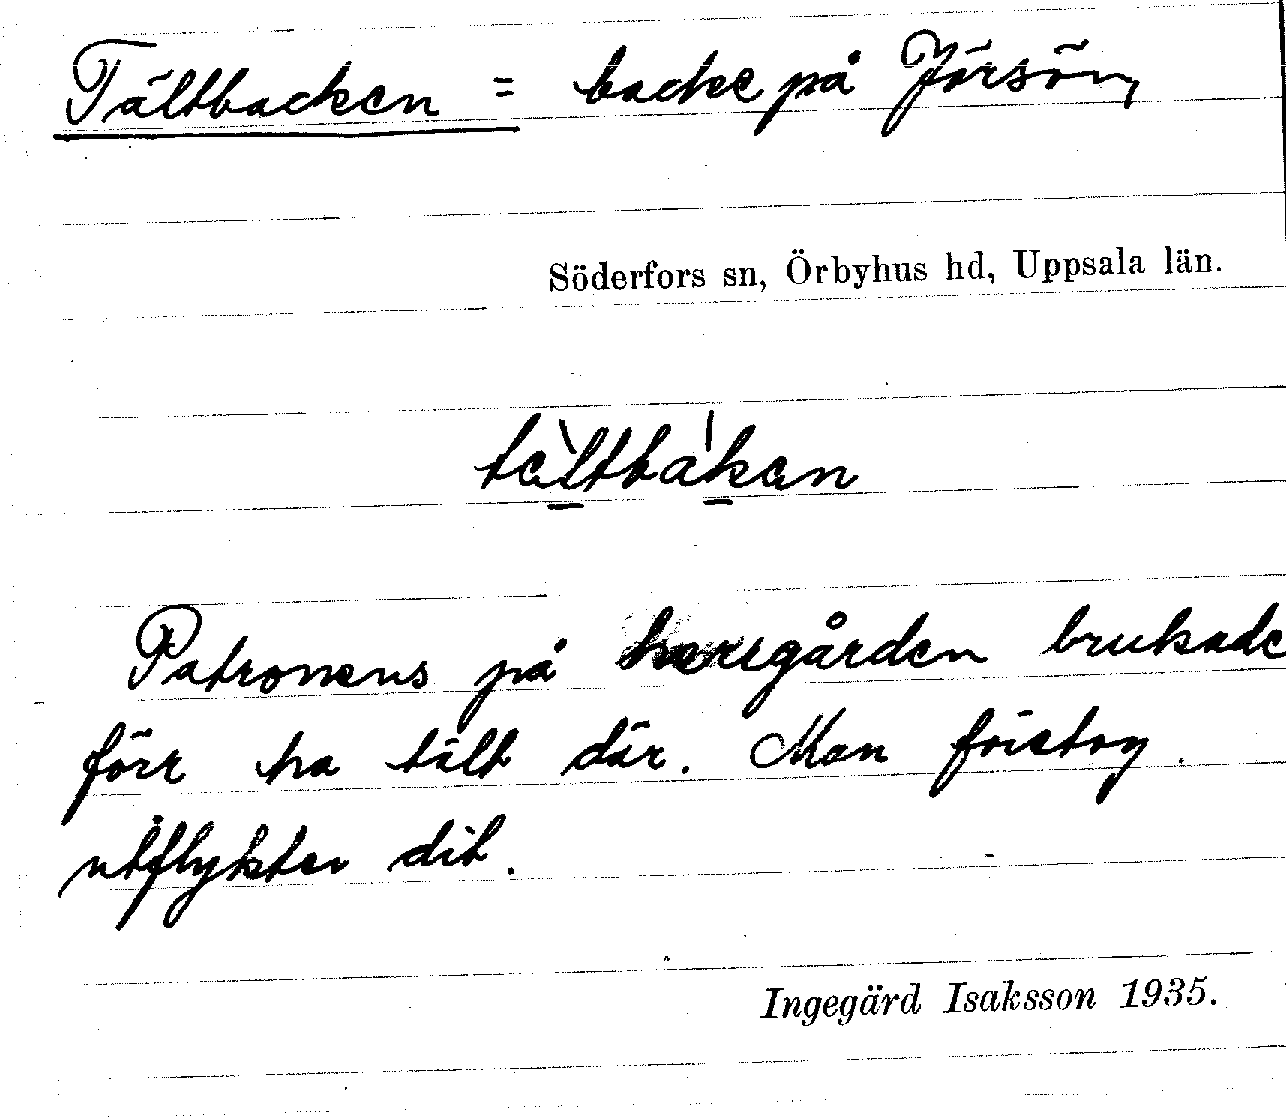 Tältbacken = backe på Jörsön,
Söderfors sn, Örbyhus hd, Uppsala län.
tèltbáken
Patronens på herrgården brukade
förr ha tält där. Man företog
utflykter dit.
Ingegärd Isaksson 1935.